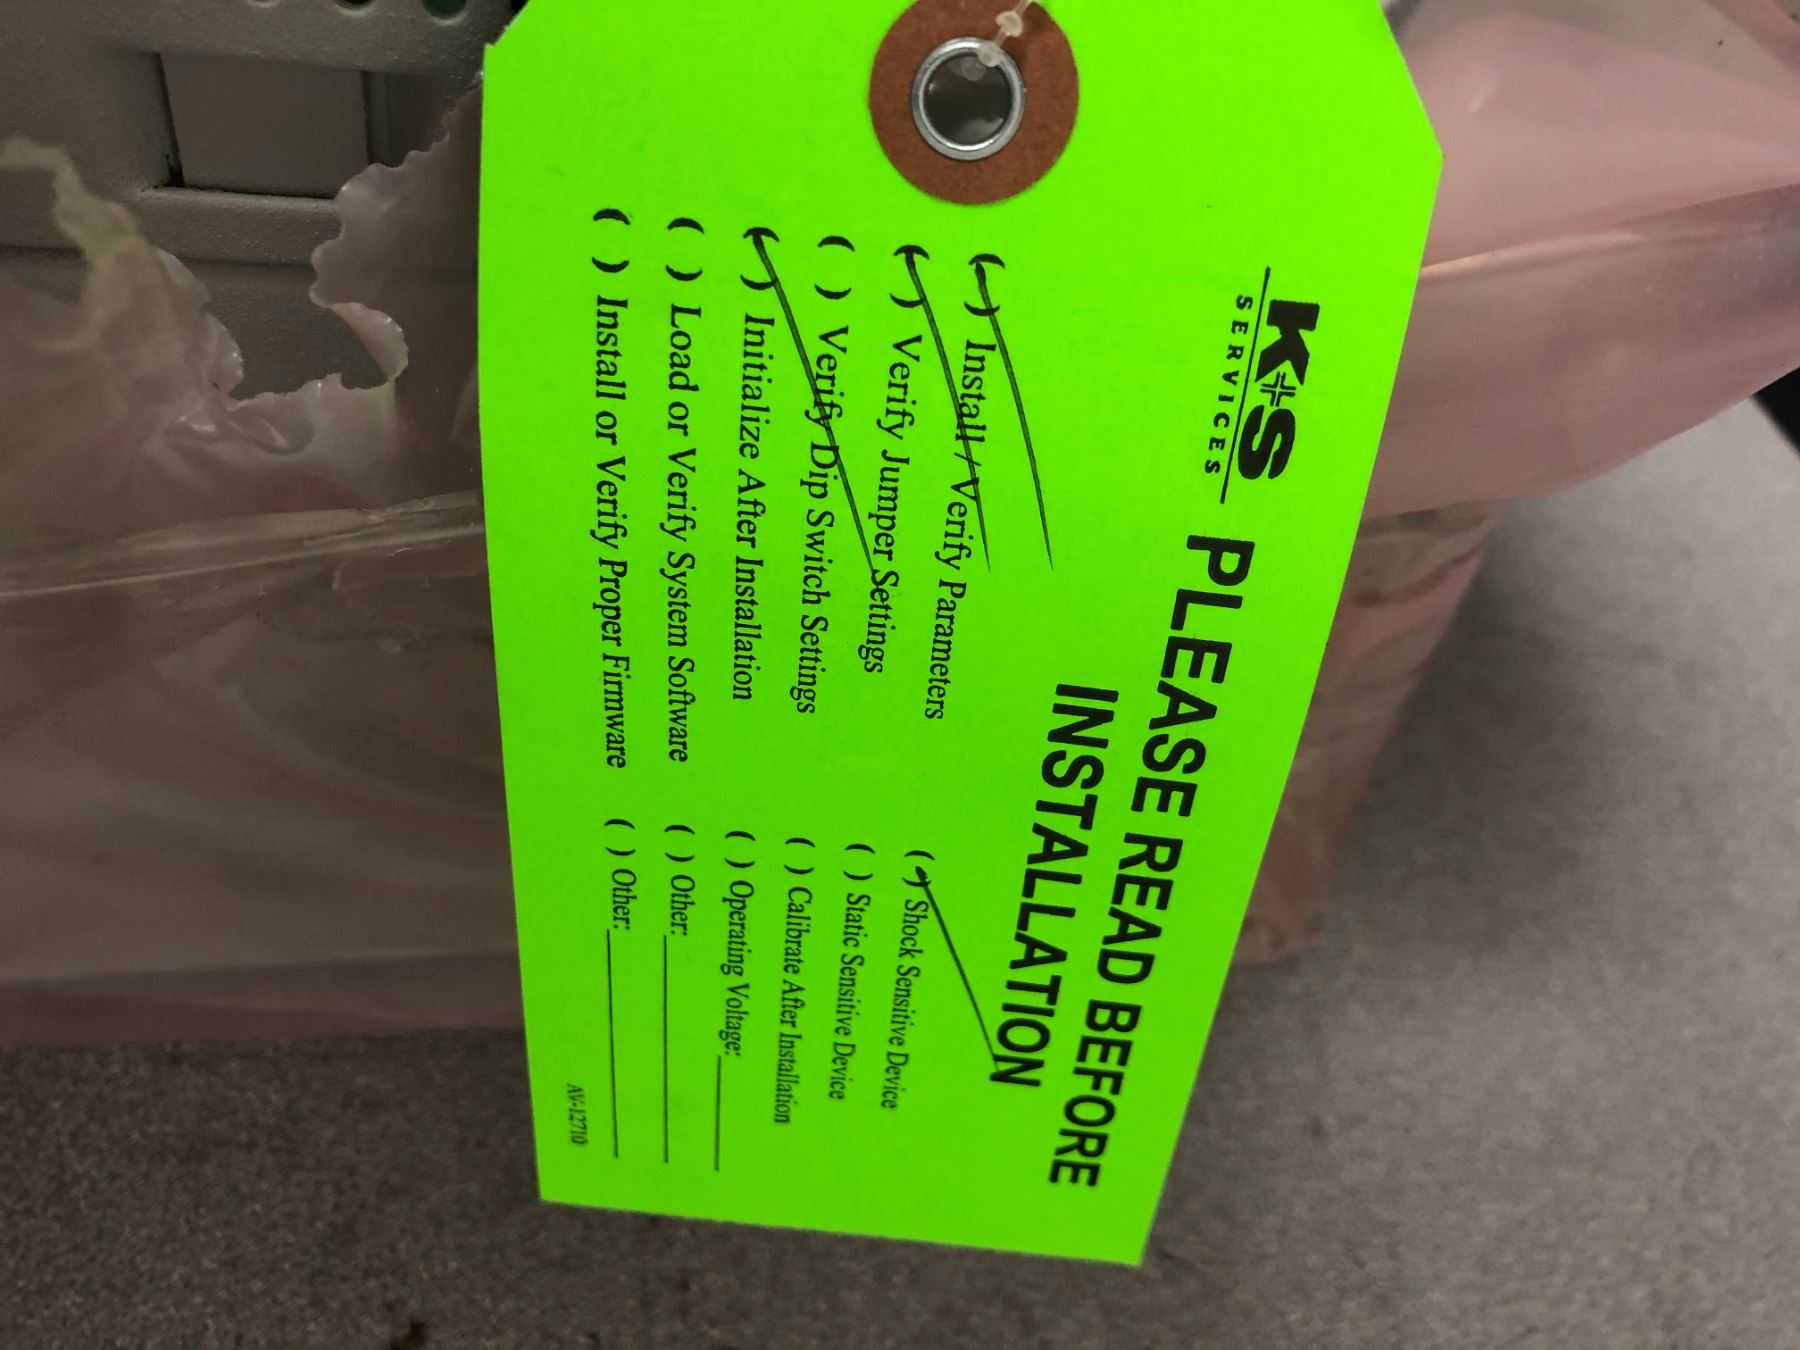 K+S
SERVICES
PLEASE READ BEFORE
INSTALLATION
(✓) Install / Verify Parameters
(✓) Verify Jumper Settings
( ) Verify Dip Switch Settings
(✓) Initialize After Installation
( ) Load or Verify System Software
( ) Install or Verify Proper Firmware
(✓) Shock Sensitive Device
( ) Static Sensitive Device
( ) Calibrate After Installation
( ) Operating Voltage:
( ) Other:
( ) Other:
AV-12710